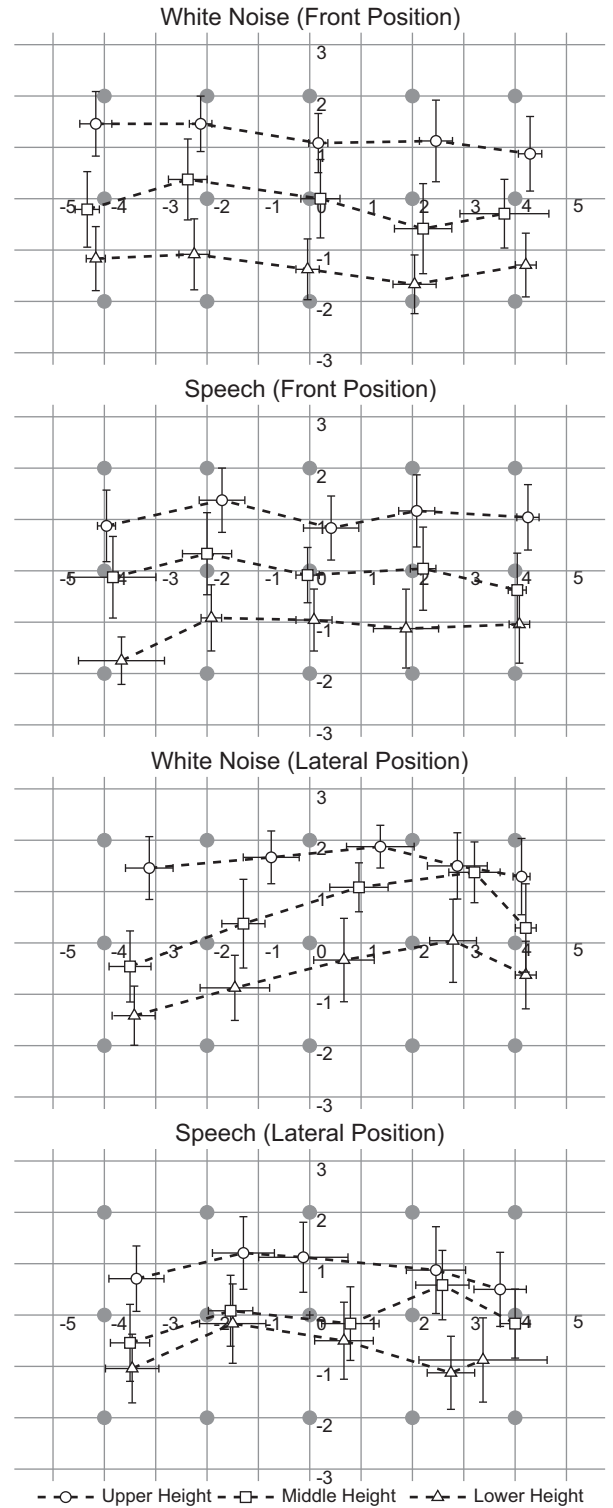 White Noise (Front Position)
3
2
1
-5 -4 -3 -2 -1 0 1 2 3 4 5
-1
-2
-3
Speech (Front Position)
3
2
1
-5 -4 -3 -2 -1 0 1 2 3 4 5
-1
-2
-3
White Noise (Lateral Position)
3
2
1
-5 -4 -3 -2 -1 0 1 2 3 4 5
-1
-2
-3
Speech (Lateral Position)
3
2
1
-5 -4 -3 -2 -1 0 1 2 3 4 5
-1
-2
-3
Upper Height Middle Height Lower Height